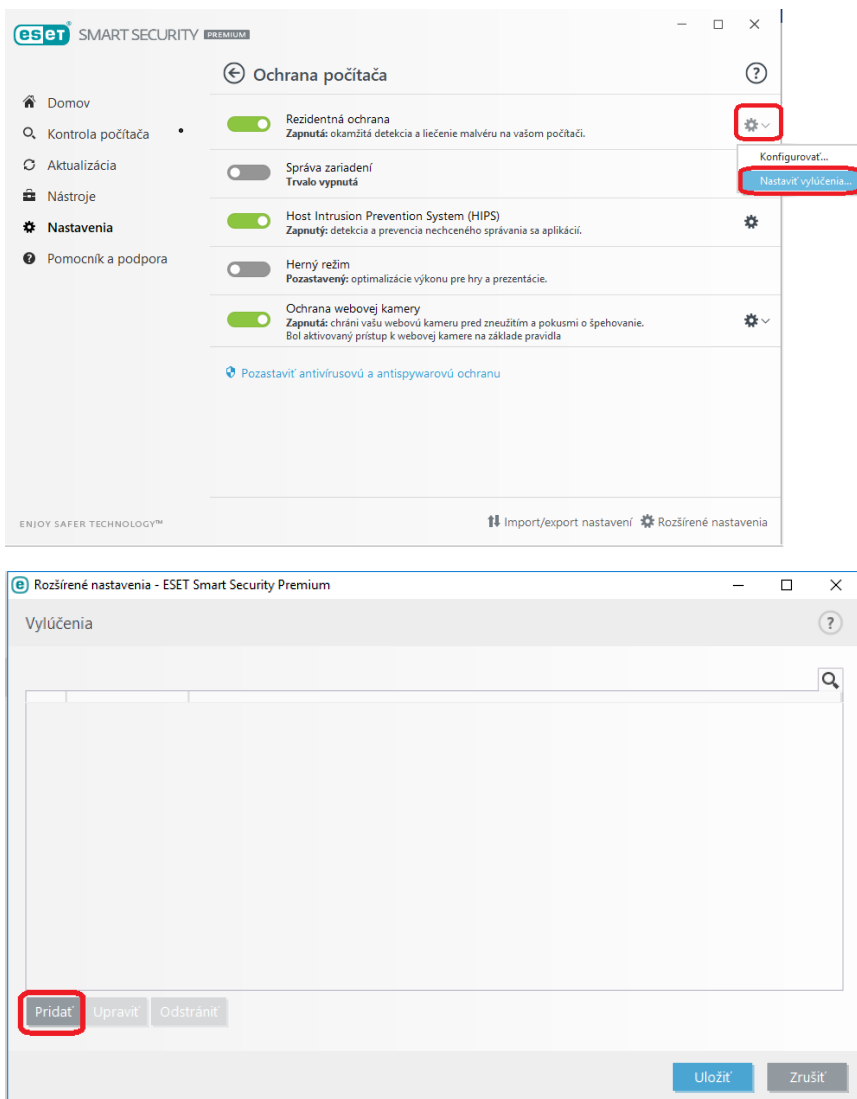 eset SMART SECURITY PREMIUM
Ochrana počítača
?
Domov
Kontrola počítača
Aktualizácia
Nástroje
Nastavenia
Pomocník a podpora
Rezidentná ochrana
Zapnutá: okamžitá detekcia a liečenie malvéru na vašom počítači.
Konfigurovať...
Nastaviť vylúčenia...
Správa zariadení
Trvalo vypnutá
Host Intrusion Prevention System (HIPS)
Zapnutý: detekcia a prevencia nechceného správania sa aplikácií.
Herný režim
Pozastavený: optimalizácie výkonu pre hry a prezentácie.
Ochrana webovej kamery
Zapnutá: chráni vašu webovú kameru pred zneužitím a pokusmi o špehovanie.
Bol aktivovaný prístup k webovej kamere na základe pravidla
Pozastaviť antivírusovú a antispywarovú ochranu
ENJOY SAFER TECHNOLOGY™
Import/export nastavení Rozšírené nastavenia
e Rozšírené nastavenia - ESET Smart Security Premium
Vylúčenia
?
Pridať Upraviť Odstrániť
Uložiť Zrušiť